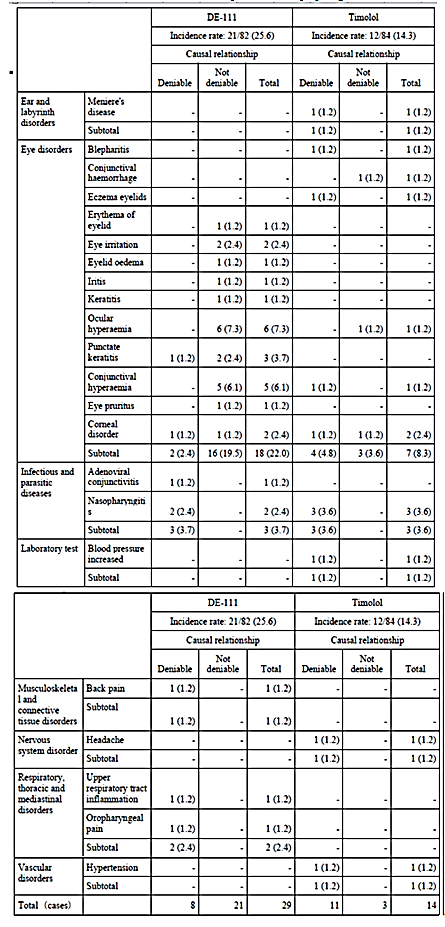 DE-111 Timolol
Incidence rate: 21/82 (25.6) Incidence rate: 12/84 (14.3)
Causal relationship Causal relationship
Deniable Not deniable Total Deniable Not deniable Total
Ear and labyrinth disorders Meniere's disease - - - 1 (1.2) - 1 (1.2)
Subtotal - - - 1 (1.2) - 1 (1.2)
Eye disorders Blepharitis - - - 1 (1.2) - 1 (1.2)
Conjunctival haemorrhage - - - - 1 (1.2) 1 (1.2)
Eczema eyelids - - - 1 (1.2) - 1 (1.2)
Erythema of eyelid - 1 (1.2) 1 (1.2) - - -
Eye irritation - 2 (2.4) 2 (2.4) - - -
Eyelid oedema - 1 (1.2) 1 (1.2) - - -
Iritis - 1 (1.2) 1 (1.2) - - -
Keratitis - 1 (1.2) 1 (1.2) - - -
Ocular hyperaemia - 6 (7.3) 6 (7.3) - 1 (1.2) 1 (1.2)
Punctate keratitis 1 (1.2) 2 (2.4) 3 (3.7) - - -
Conjunctival hyperaemia - 5 (6.1) 5 (6.1) 1 (1.2) - 1 (1.2)
Eye pruritus - 1 (1.2) 1 (1.2) - - -
Corneal disorder 1 (1.2) 1 (1.2) 2 (2.4) 1 (1.2) 1 (1.2) 2 (2.4)
Subtotal 2 (2.4) 16 (19.5) 18 (22.0) 4 (4.8) 3 (3.6) 7 (8.3)
Infectious and parasitic diseases Adenoviral conjunctivitis 1 (1.2) - 1 (1.2) - - -
Nasopharyngitis 2 (2.4) - 2 (2.4) 3 (3.6) - 3 (3.6)
Subtotal 3 (3.7) - 3 (3.7) 3 (3.6) - 3 (3.6)
Laboratory test Blood pressure increased - - - 1 (1.2) - 1 (1.2)
Subtotal - - - 1 (1.2) - 1 (1.2)
DE-111 Timolol
Incidence rate: 21/82 (25.6) Incidence rate: 12/84 (14.3)
Causal relationship Causal relationship
Deniable Not deniable Total Deniable Not deniable Total
Musculoskeletal and connective tissue disorders Back pain 1 (1.2) - 1 (1.2) - - -
Subtotal 1 (1.2) - 1 (1.2) - - -
Nervous system disorder Headache - - - 1 (1.2) - 1 (1.2)
Subtotal - - - 1 (1.2) - 1 (1.2)
Respiratory, thoracic and mediastinal disorders Upper respiratory tract inflammation 1 (1.2) - 1 (1.2) - - -
Oropharyngeal pain 1 (1.2) - 1 (1.2) - - -
Subtotal 2 (2.4) - 2 (2.4) - - -
Vascular disorders Hypertension - - - 1 (1.2) - 1 (1.2)
Subtotal - - - 1 (1.2) - 1 (1.2)
Total (cases) 8 21 29 11 3 14